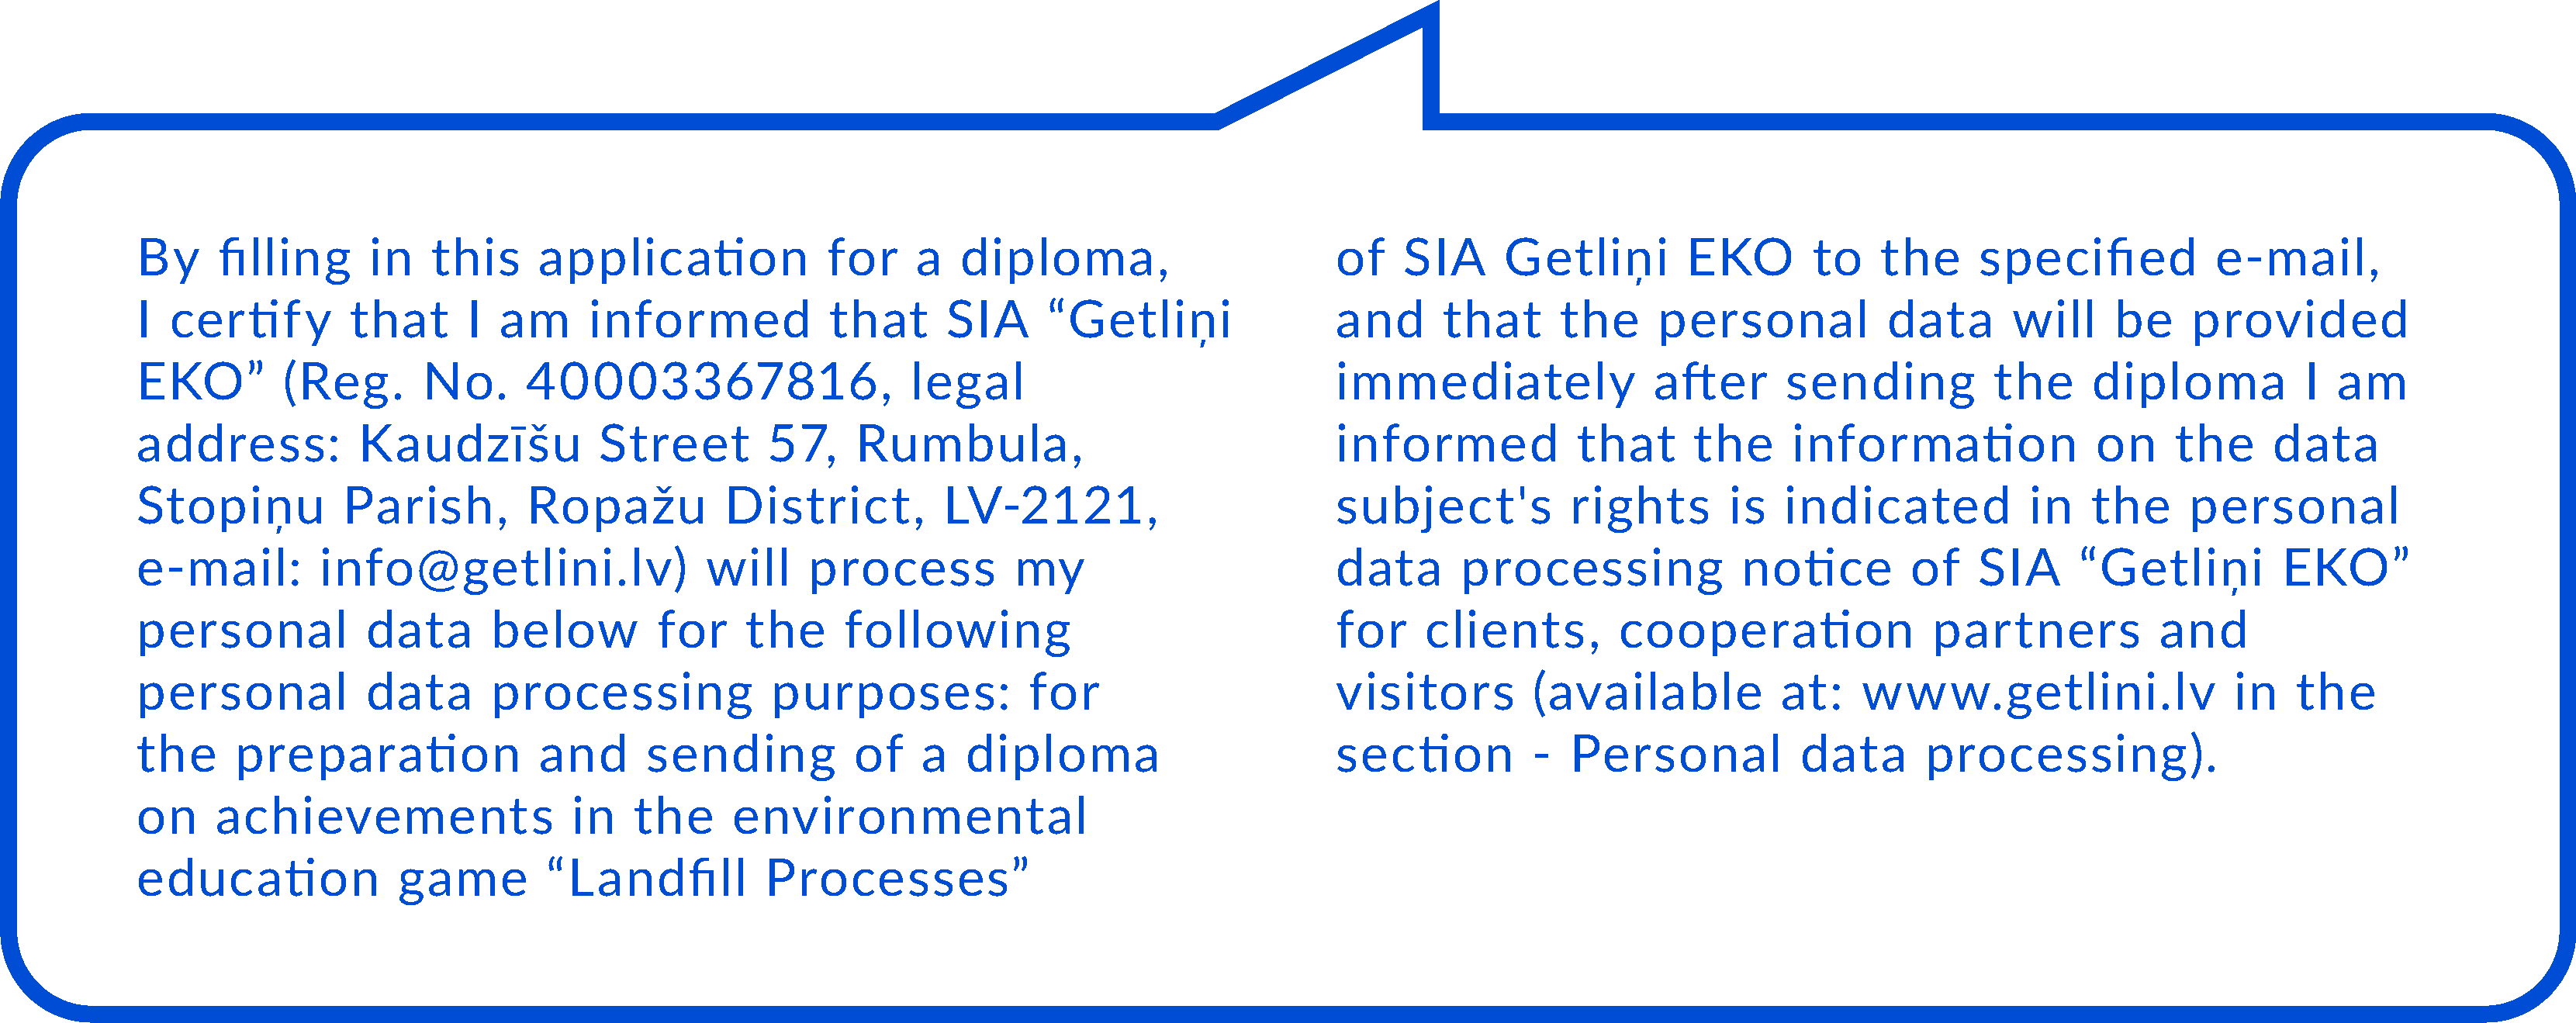 By filling in this application for a diploma,
I certify that I am informed that SIA “Getliņi
EKO” (Reg. No. 40003367816, legal
address: Kaudzīšu Street 57, Rumbula,
Stopiņu Parish, Ropažu District, LV-2121,
e-mail: info@getlini.lv) will process my
personal data below for the following
personal data processing purposes: for
the preparation and sending of a diploma
on achievements in the environmental
education game “Landfill Processes”
of SIA Getliņi EKO to the specified e-mail,
and that the personal data will be provided
immediately after sending the diploma I am
informed that the information on the data
subject's rights is indicated in the personal
data processing notice of SIA “Getliņi EKO”
for clients, cooperation partners and
visitors (available at: www.getlini.lv in the
section - Personal data processing).